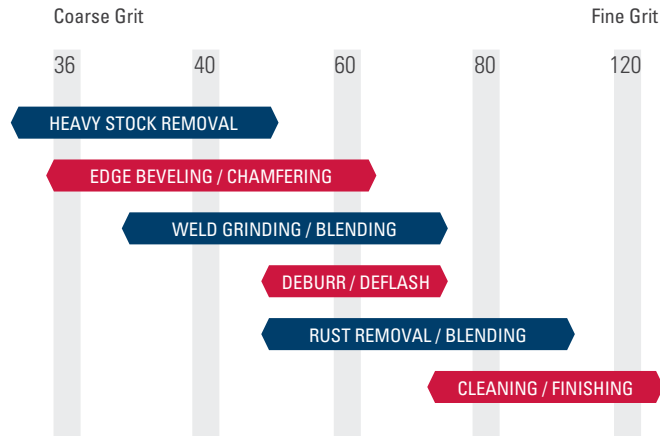 Coarse Grit Fine Grit
36 40 60 80 120
HEAVY STOCK REMOVAL
EDGE BEVELING / CHAMFERING
WELD GRINDING / BLENDING
DEBURR / DEFLASH
RUST REMOVAL / BLENDING
CLEANING / FINISHING